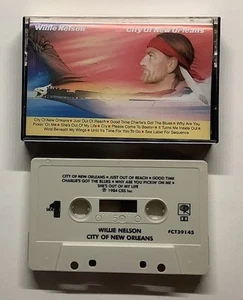 Willie Nelson
City Of New Orleans
City Of New Orleans • Just Out Of Reach • Good Time Charlie's Got The Blues • Why Are You
Pickin' On Me • She's Out Of My Life • Cry • Please Come To Boston • It Turns Me Inside Out •
Wind Beneath My Wings • Until It's Time For You To Go • See Label For Sequence
CITY OF NEW ORLEANS • JUST OUT OF REACH • GOOD TIME
CHARLIE'S GOT THE BLUES • WHY ARE YOU PICKIN' ON ME •
SHE'S OUT OF MY LIFE
℗ 1984 CBS Inc.
SIDE
1
FCT39145
WILLIE NELSON
CITY OF NEW ORLEANS